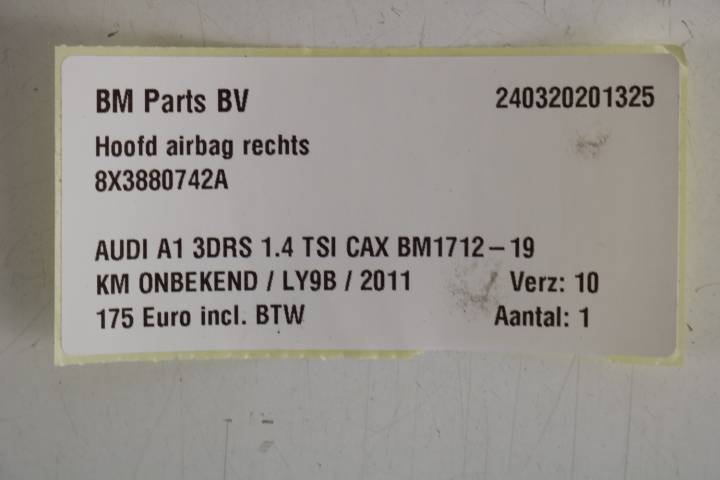 BM Parts BV 240320201325
Hoofd airbag rechts
8X3880742A
AUDI A1 3DRS 1.4 TSI CAX BM1712-19
KM ONBEKEND / LY9B / 2011 Verz: 10
175 Euro incl. BTW Aantal: 1